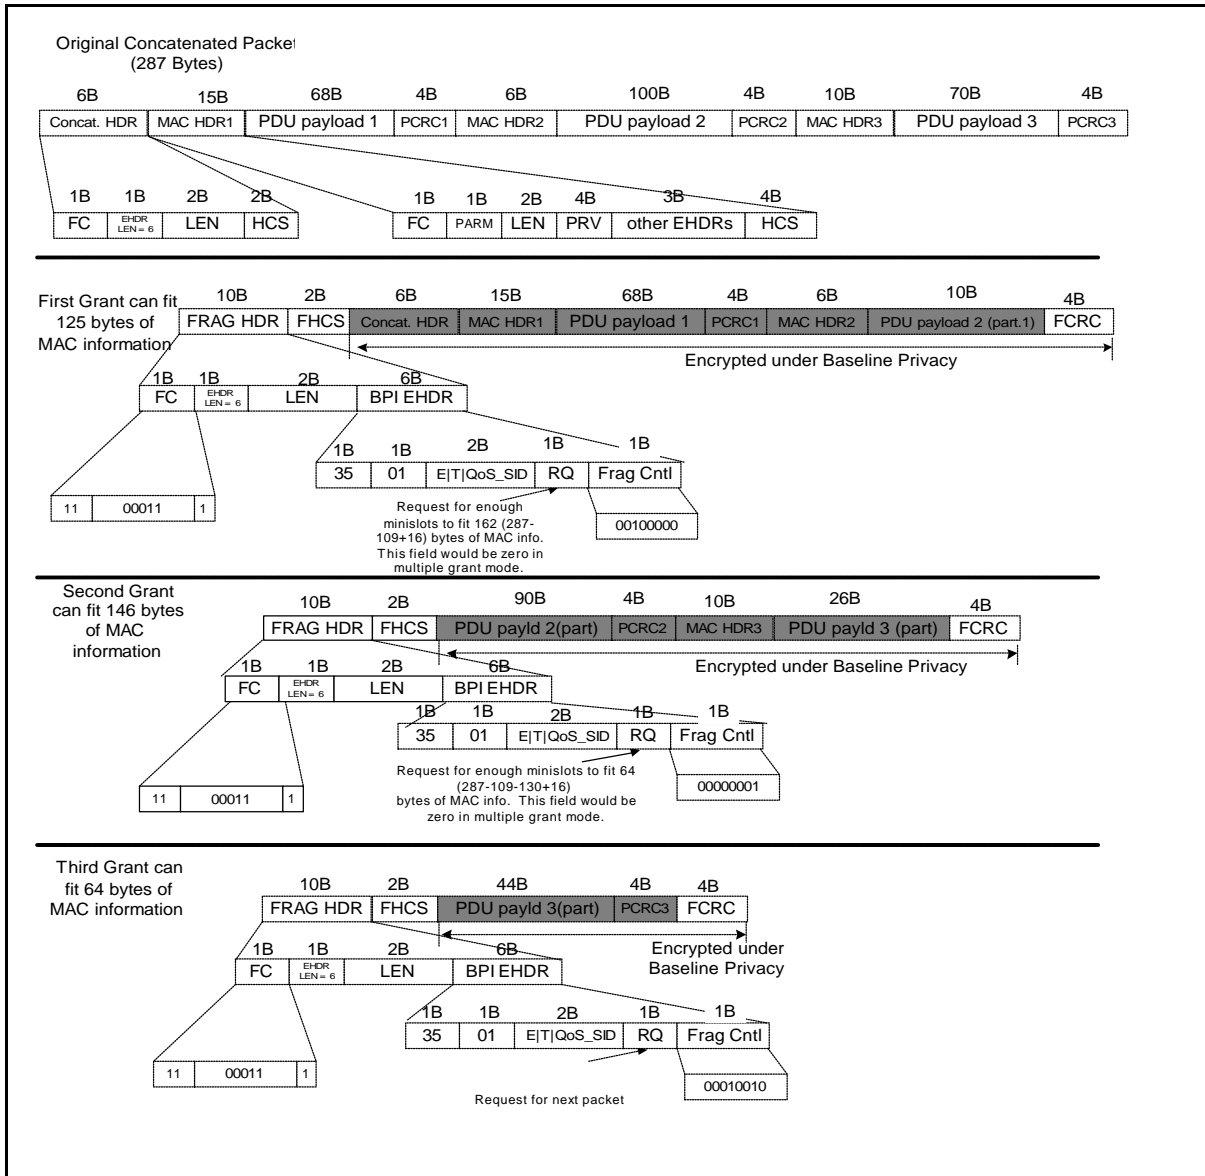 Original Concatenated Packet
(287 Bytes)
6B 15B 68B 4B 6B 100B 4B 10B 70B 4B
Concat. HDR MAC HDR1 PDU payload 1 PCRC1 MAC HDR2 PDU payload 2 PCRC2 MAC HDR3 PDU payload 3 PCRC3
1B 1B 2B 2B 1B 1B 2B 4B 3B 4B
FC EHDR LEN = 6 LEN HCS FC PARM LEN PRV other EHDRs HCS
First Grant can fit
125 bytes of
MAC information
10B 2B 6B 15B 68B 4B 6B 10B 4B
FRAG HDR FHCS Concat. HDR MAC HDR1 PDU payload 1 PCRC1 MAC HDR2 PDU payload 2 (part.1) FCRC
Encrypted under Baseline Privacy
1B 1B 2B 6B
FC EHDR LEN = 6 LEN BPI EHDR
1B 1B 2B 1B 1B
35 01 E|T|QoS_SID RQ Frag Cntl
11 00011 1
Request for enough
minislots to fit 162 (287-
109+16) bytes of MAC info.
This field would be zero in
multiple grant mode.
00100000
Second Grant
can fit 146 bytes
of MAC
information
10B 2B 90B 4B 10B 26B 4B
FRAG HDR FHCS PDU payld 2(part) PCRC2 MAC HDR3 PDU payld 3 (part) FCRC
Encrypted under Baseline Privacy
1B 1B 2B 6B
FC EHDR LEN = 6 LEN BPI EHDR
1B 1B 2B 1B 1B
35 01 E|T|QoS_SID RQ Frag Cntl
11 00011 1
Request for enough minislots to fit 64
(287-109-130+16)
bytes of MAC info. This field would be
zero in multiple grant mode.
00000001
Third Grant can
fit 64 bytes of
MAC information
10B 2B 44B 4B 4B
FRAG HDR FHCS PDU payld 3(part) PCRC3 FCRC
Encrypted under
Baseline Privacy
1B 1B 2B 6B
FC EHDR LEN = 6 LEN BPI EHDR
1B 1B 2B 1B 1B
35 01 E|T|QoS_SID RQ Frag Cntl
11 00011 1
00010010
Request for next packet